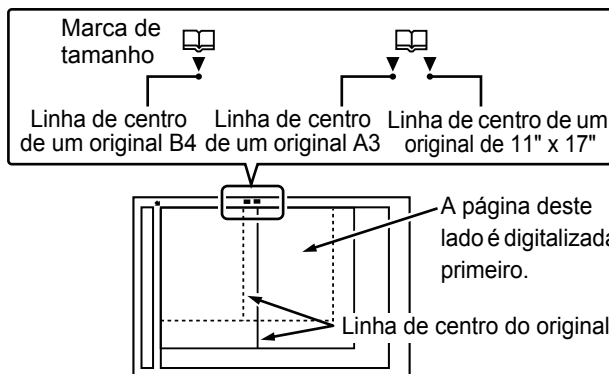 Marca de
tamanho
Linha de centro
de um original B4
Linha de centro
de um original A3
Linha de centro de um
original de 11" x 17"
A página deste
lado é digitalizada
primeiro.
Linha de centro do original